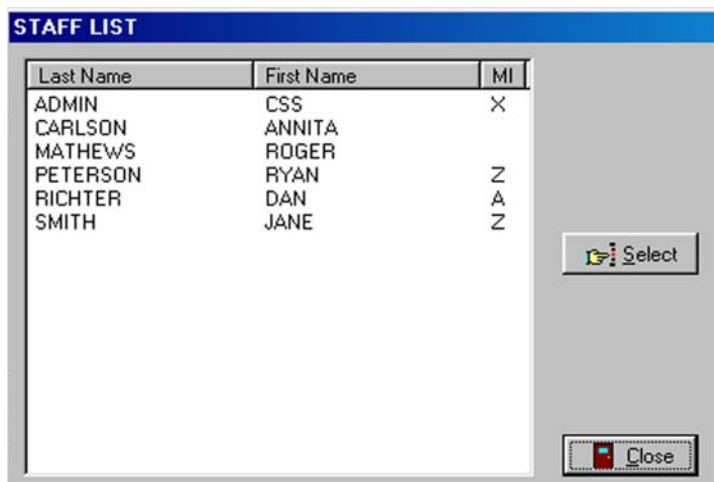 STAFF LIST
Last Name First Name MI
ADMIN CSS X
CARLSON ANNITA
MATHEWS ROGER
PETERSON RYAN Z
RICHTER DAN A
SMITH JANE Z
Select
Close